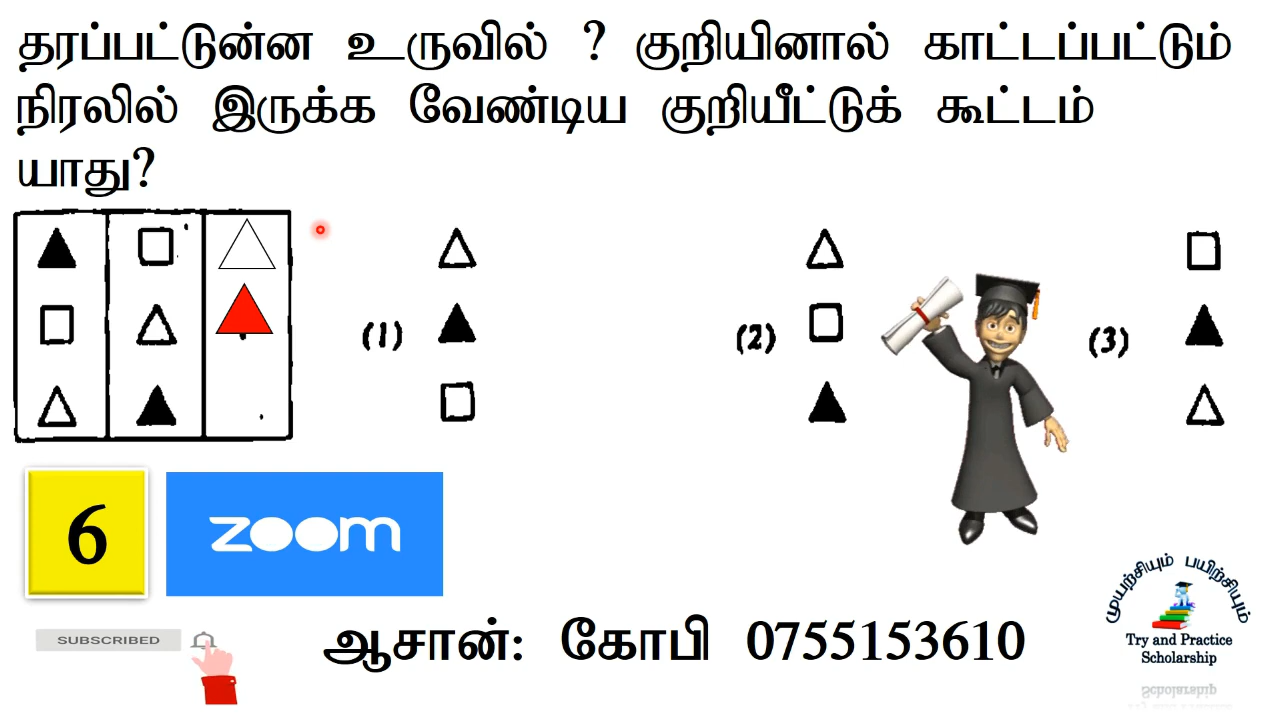 தரப்பட்டுன்ன உருவில் ? குறியினால் காட்டப்பட்டும்
நிரலில் இருக்க வேண்டிய குறியீட்டுக் கூட்டம்
யாது?
(1)
(2)
(3)
6
zoom
SUBSCRIBED
ஆசான்: கோபி 0755153610
முயற்சியும் பயிற்சியும்
Try and Practice
Scholarship